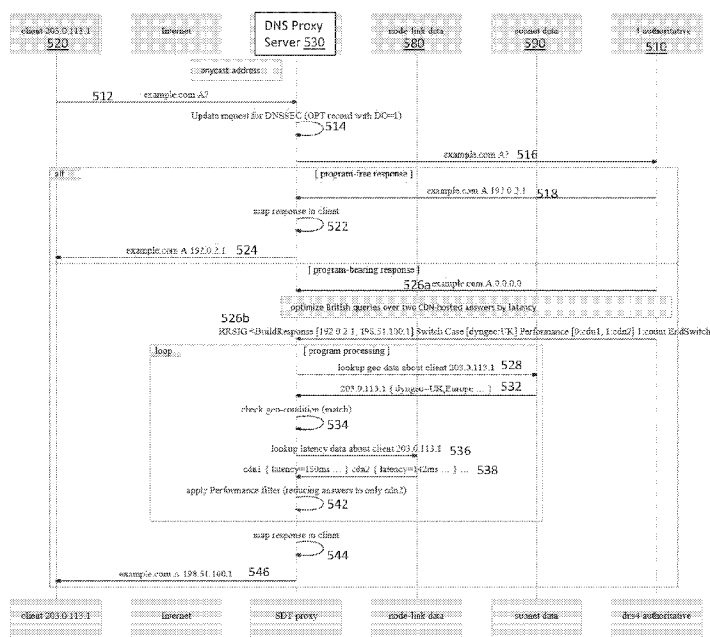 client 203.0.113.1
520
Internet
DNS Proxy
Server 530
node-link data
580
subnet data
590
authoritative
510
anycast address
512 example.com A?
Update request for DNSSEC (OPT record with DO=1)
514
example.com A? 516
alt
[ program-free response ]
example.com A 192.0.2.1 518
map response in client
522
example.com A 192.0.2.1 524
[ program-bearing response ]
526a example.com A 0.0.0.0
optimize British queries over two CDN-hosted answers by latency
526b
RRSIG <BuildResponse [192.0.2.1, 198.51.100.1] Switch Case [dyngeo:UK] Performance [0:cdn1, 1:cdn2] 1:count EndSwitch
loop
[ program processing ]
lookup geo data about client 203.0.113.1 528
203.0.113.1 { dyngeo=UK,Europe ... } 532
check geo-condition (match)
534
lookup latency data about client 203.0.113.1 536
cdn1 { latency=150ms ... } cdn2 { latency=142ms ... } ... 538
apply Performance filter (reducing answers to only cdn2)
542
map response in client
544
example.com A 198.51.100.1 546
client 203.0.113.1
Internet
SDT proxy
node-link data
subnet data
dns4 authoritative